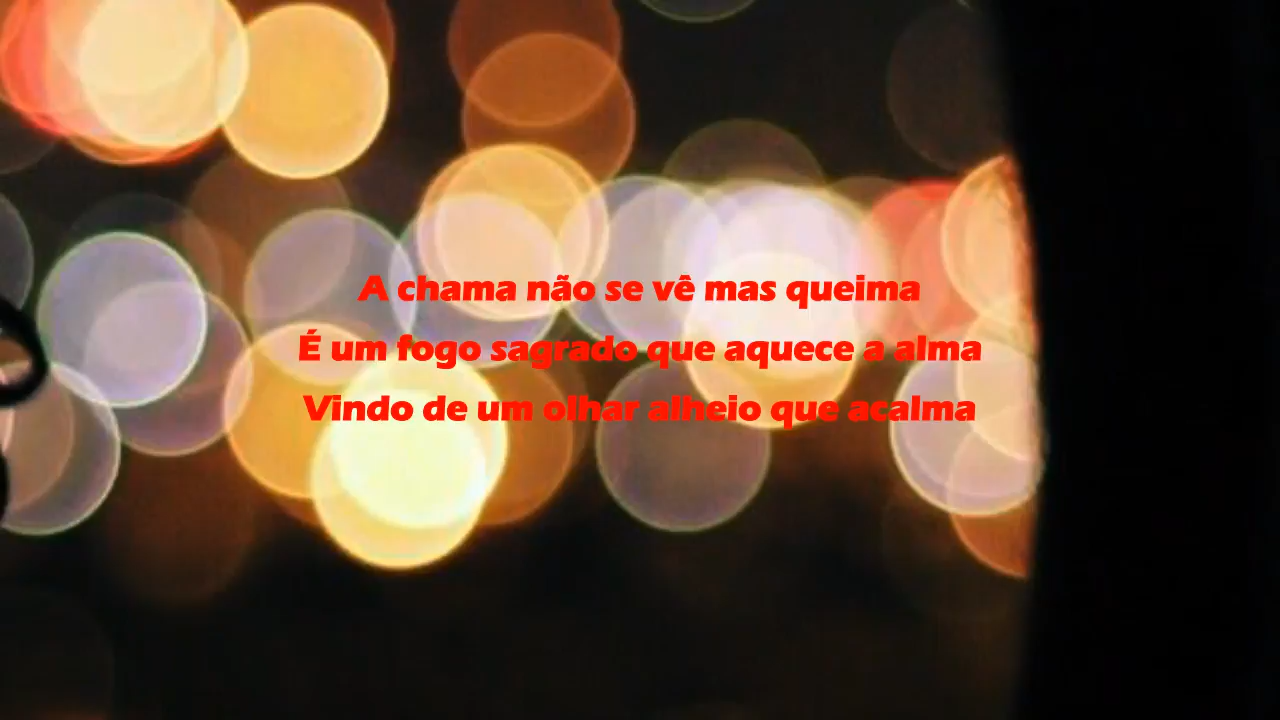 A chama não se vê mas queima
É um fogo sagrado que aquece a alma
Vindo de um olhar alheio que acalma